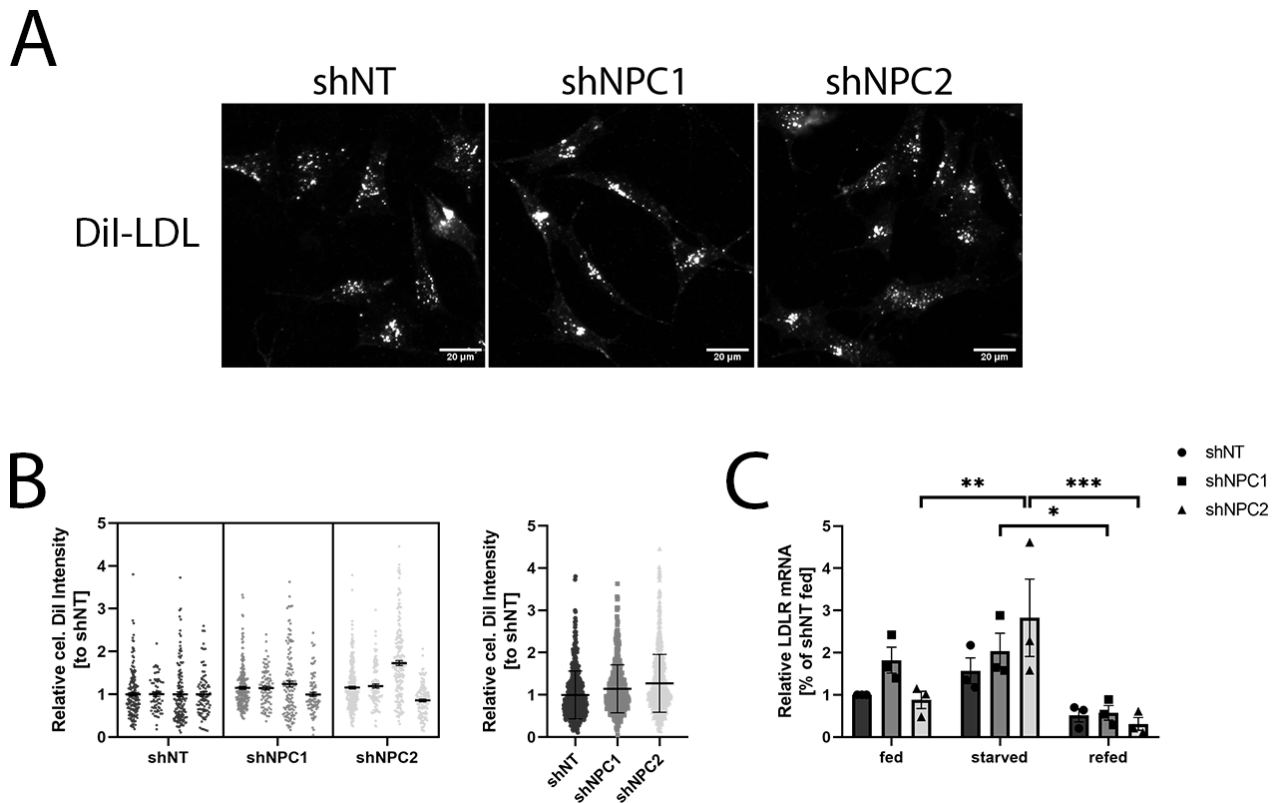 A
shNT
shNPC1
shNPC2
DiI-LDL
20 µm
20 µm
20 µm
B
Relative cel. DiI Intensity
[to shNT]
5
4
3
2
1
0
shNT
shNPC1
shNPC2
Relative cel. DiI Intensity
[to shNT]
5
4
3
2
1
0
shNT
shNPC1
shNPC2
C
shNT
shNPC1
shNPC2
**
***
*
Relative LDLR mRNA
[% of shNT fed]
5
4
3
2
1
0
fed
starved
refed